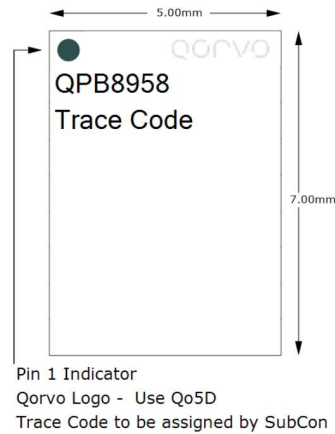 5.00mm
QORVO
QPB8958
Trace Code
7.00mm
Pin 1 Indicator
Qorvo Logo - Use Qo5D
Trace Code to be assigned by SubCon